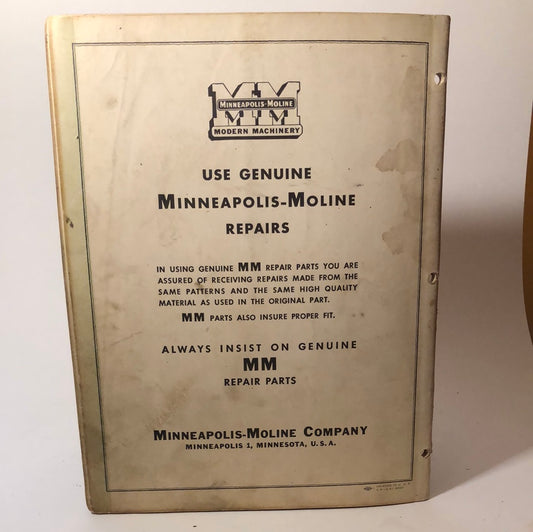 MM
MINNEAPOLIS-MOLINE
MODERN MACHINERY
USE GENUINE
MINNEAPOLIS-MOLINE
REPAIRS
IN USING GENUINE MM REPAIR PARTS YOU ARE
ASSURED OF RECEIVING REPAIRS MADE FROM THE
SAME PATTERNS AND THE SAME HIGH QUALITY
MATERIAL AS USED IN THE ORIGINAL PART.
MM PARTS ALSO INSURE PROPER FIT.
ALWAYS INSIST ON GENUINE
MM
REPAIR PARTS
MINNEAPOLIS-MOLINE COMPANY
MINNEAPOLIS 1, MINNESOTA, U.S.A.